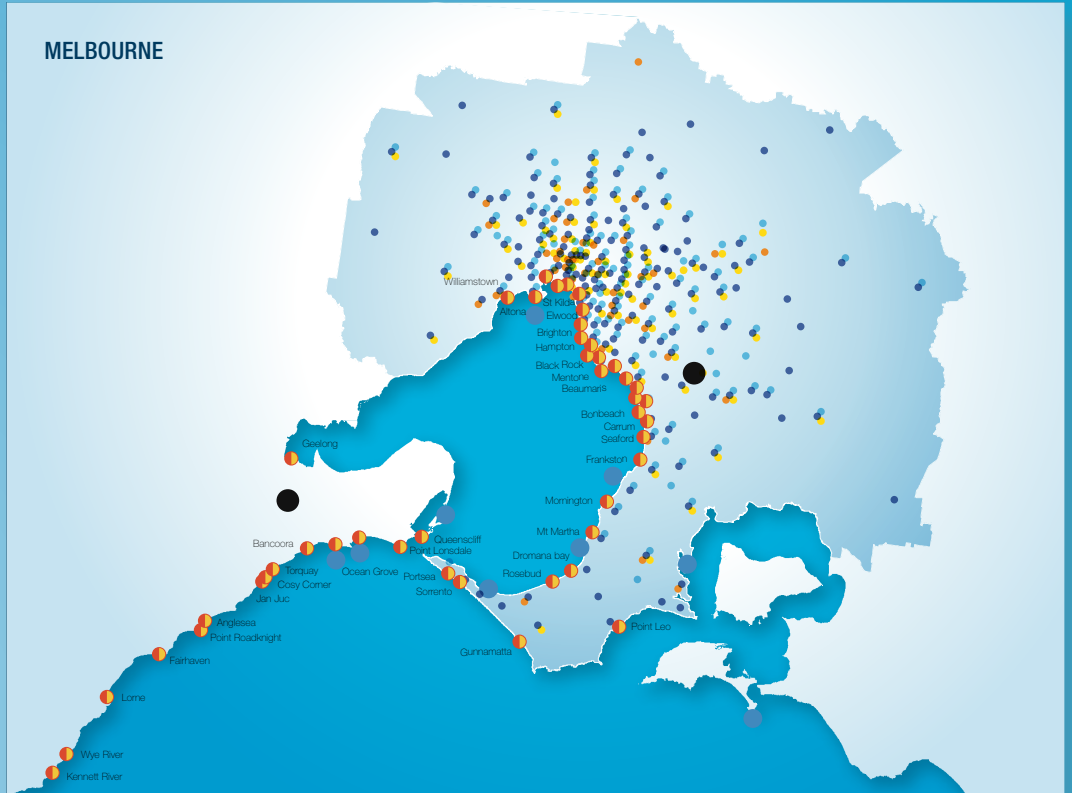 MELBOURNE
Williamstown
Altona
St Kilda
Elwood
Brighton
Hampton
Black Rock
Mentone
Beaumaris
Bonbeach
Carrum
Seaford
Frankston
Geelong
Mornington
Mt Martha
Dromana bay
Rosebud
Bancoora
Queenscliff
Point Lonsdale
Ocean Grove
Torquay
Cosy Corner
Jan Juc
Portsea
Sorrento
Anglesea
Point Roadknight
Point Leo
Gunnamatta
Fairhaven
Lorne
Wye River
Kennett River